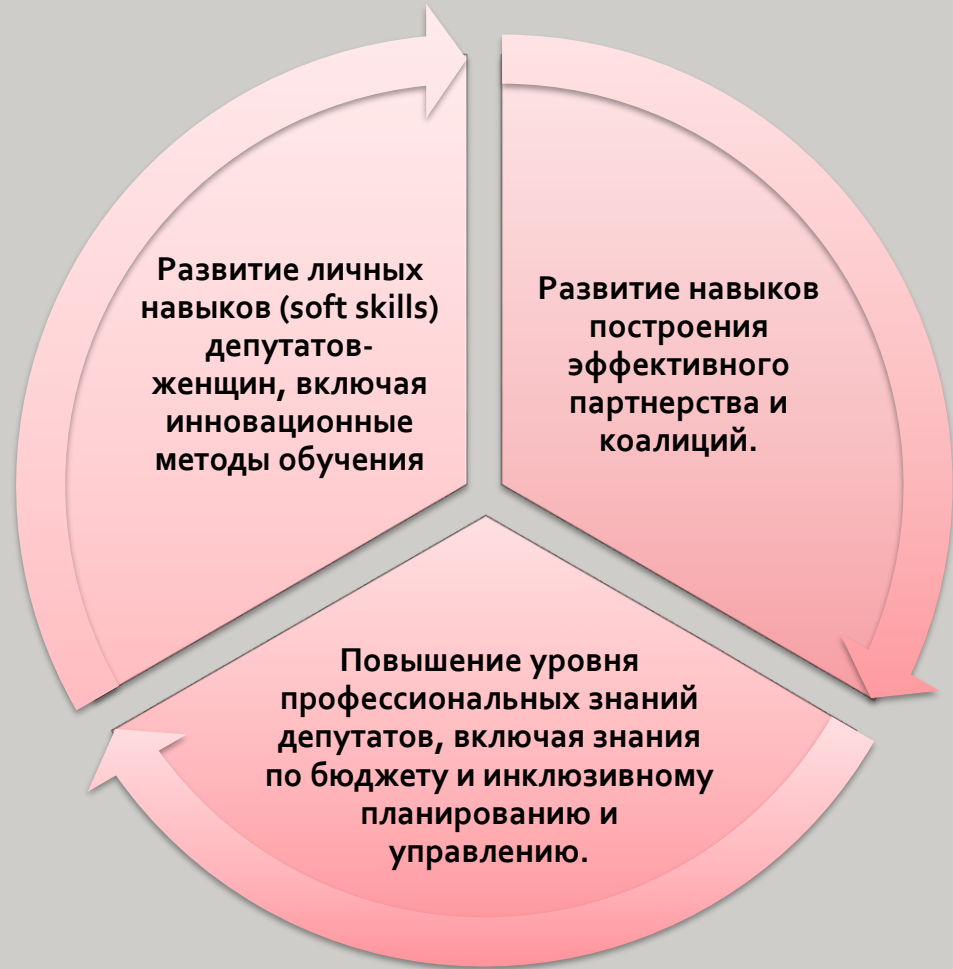 Развитие личных
навыков (soft skills)
депутатов-
женщин, включая
инновационные
методы обучения
Развитие навыков
построения
эффективного
партнерства и
коалиций.
Повышение уровня
профессиональных знаний
депутатов, включая знания
по бюджету и инклюзивному
планированию и
управлению.